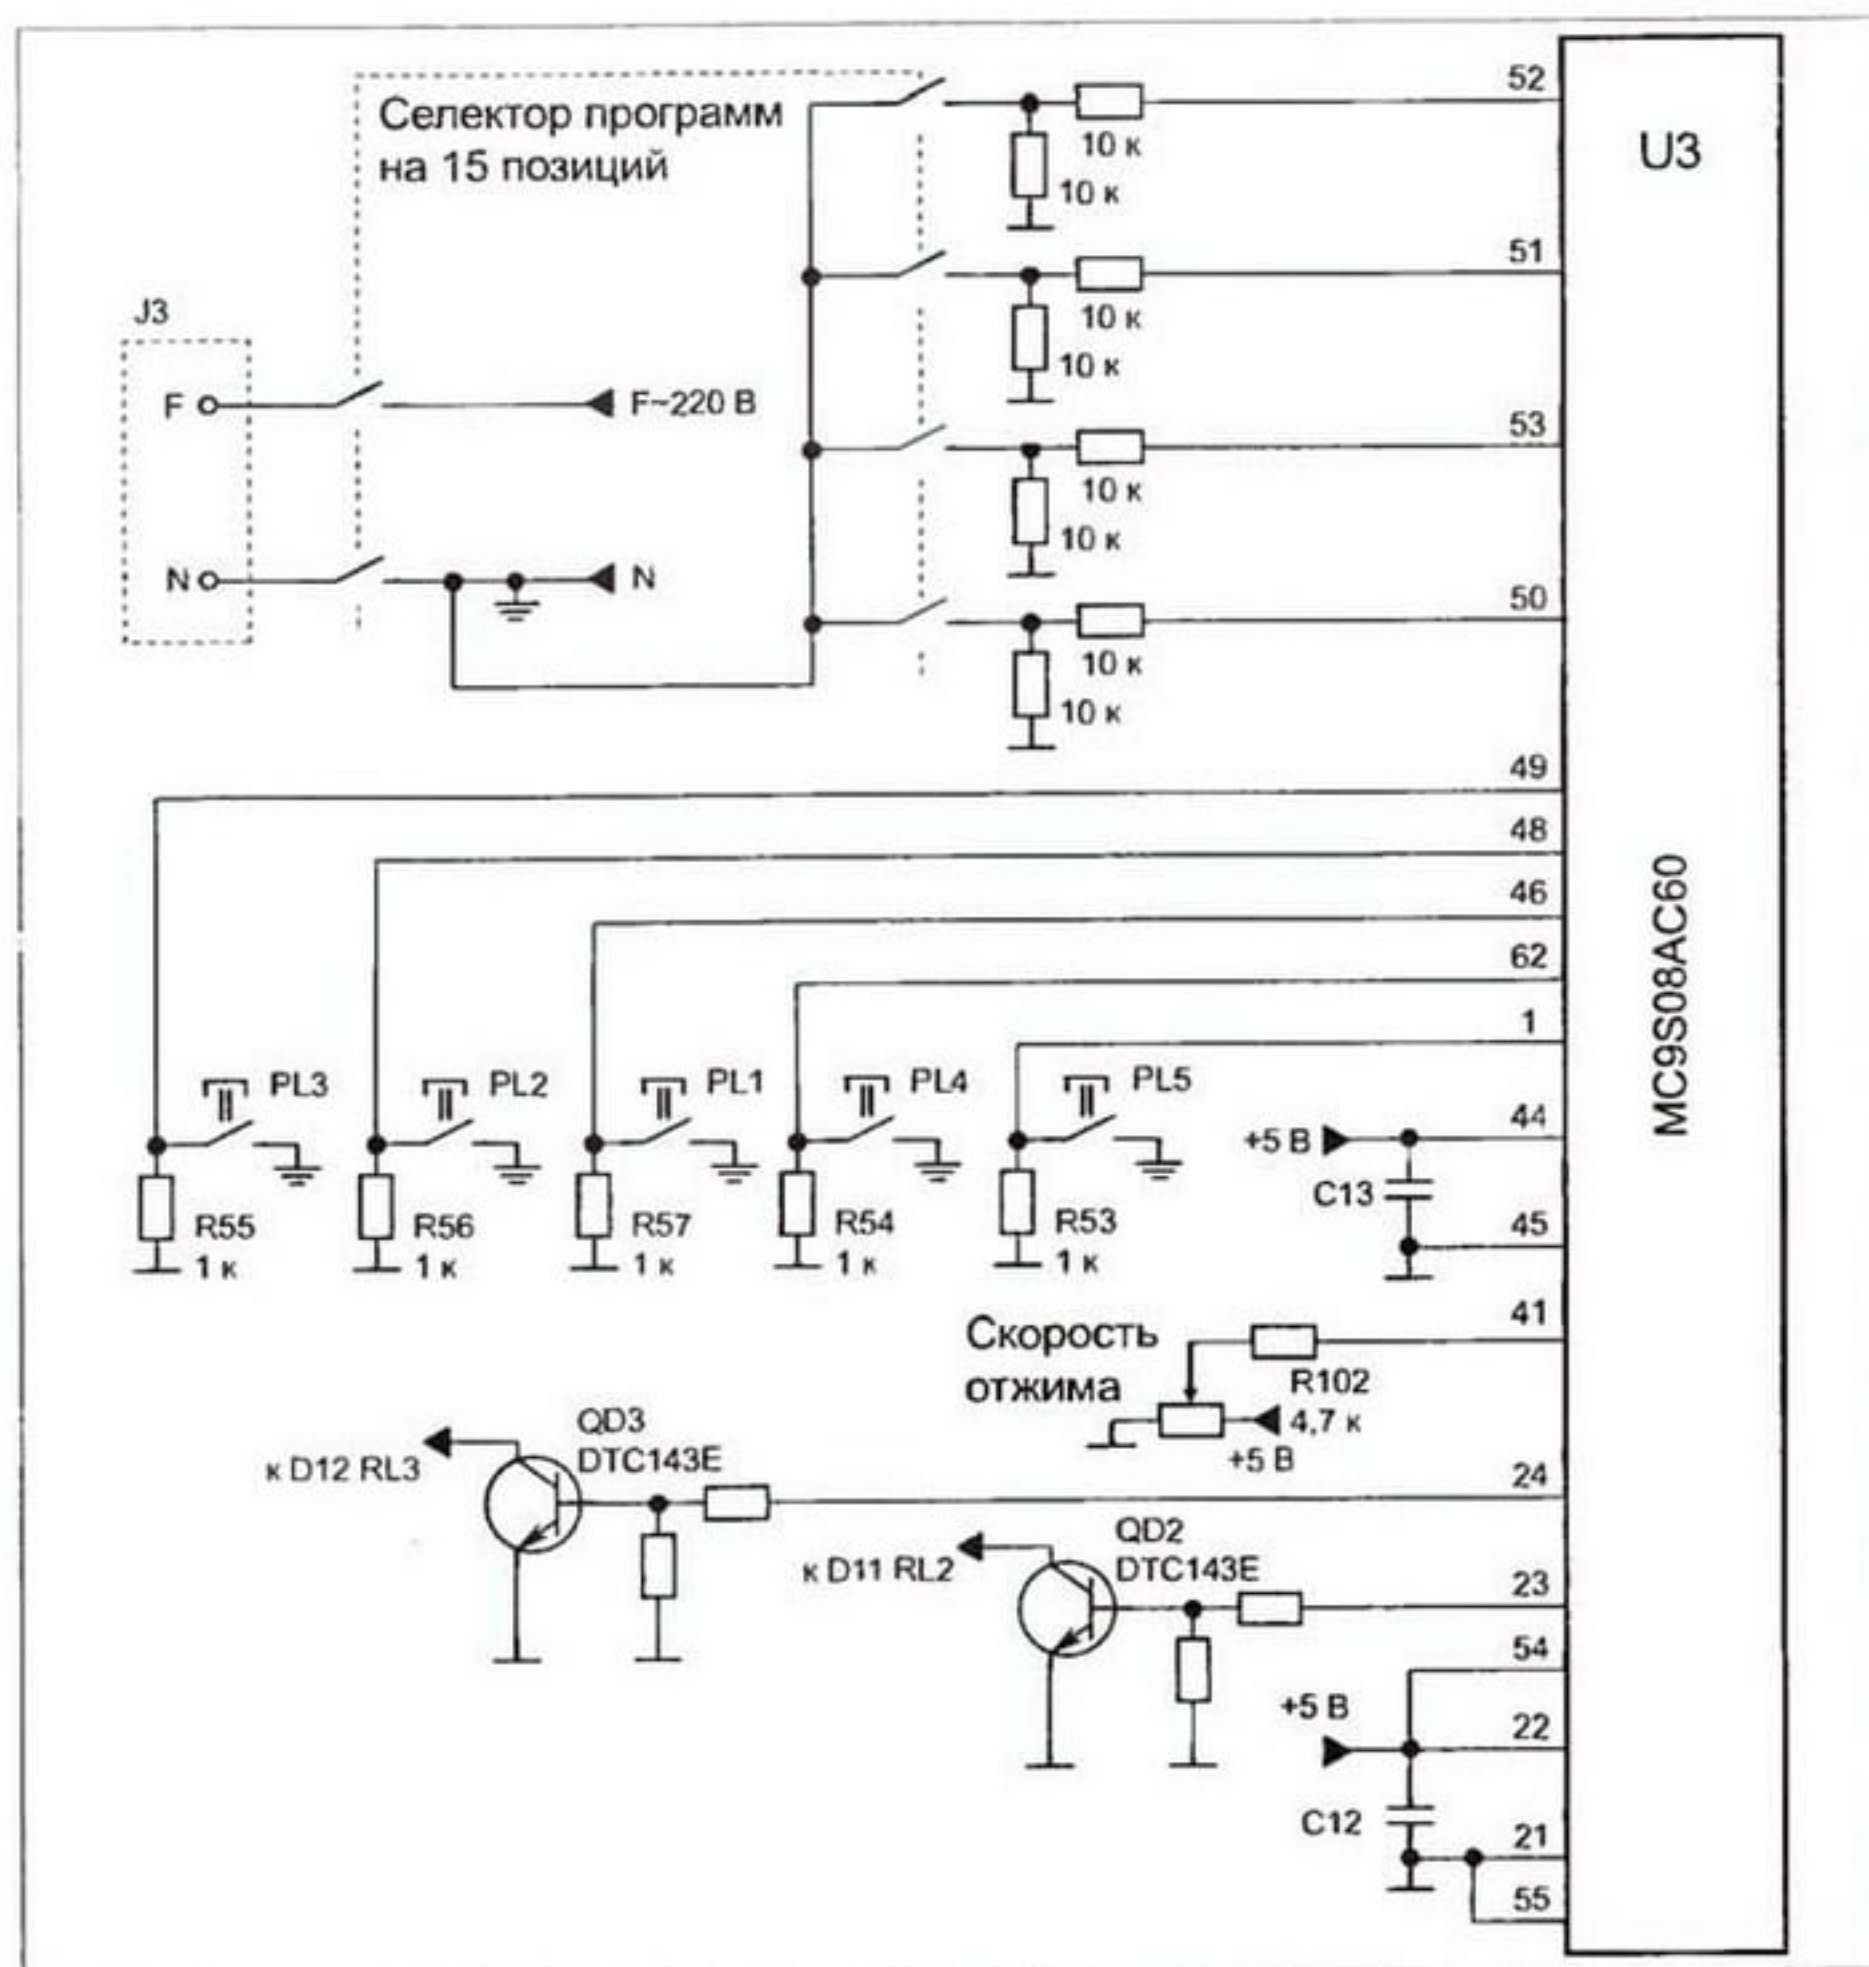 Селектор программ
на 15 позиций
52
U3
10 к
10 к
51
10 к
10 к
J3
F
F~220 В
53
10 к
10 к
N
N
50
10 к
10 к
49
48
46
62
1
MC9S08AC60
PL3
PL2
PL1
PL4
PL5
44
+5 В
C13
45
R55
1 к
R56
1 к
R57
1 к
R54
1 к
R53
1 к
41
Скорость
отжима
R102
4,7 к
+5 В
QD3
DTC143E
к D12 RL3
24
QD2
DTC143E
к D11 RL2
23
54
+5 В
22
C12
21
55